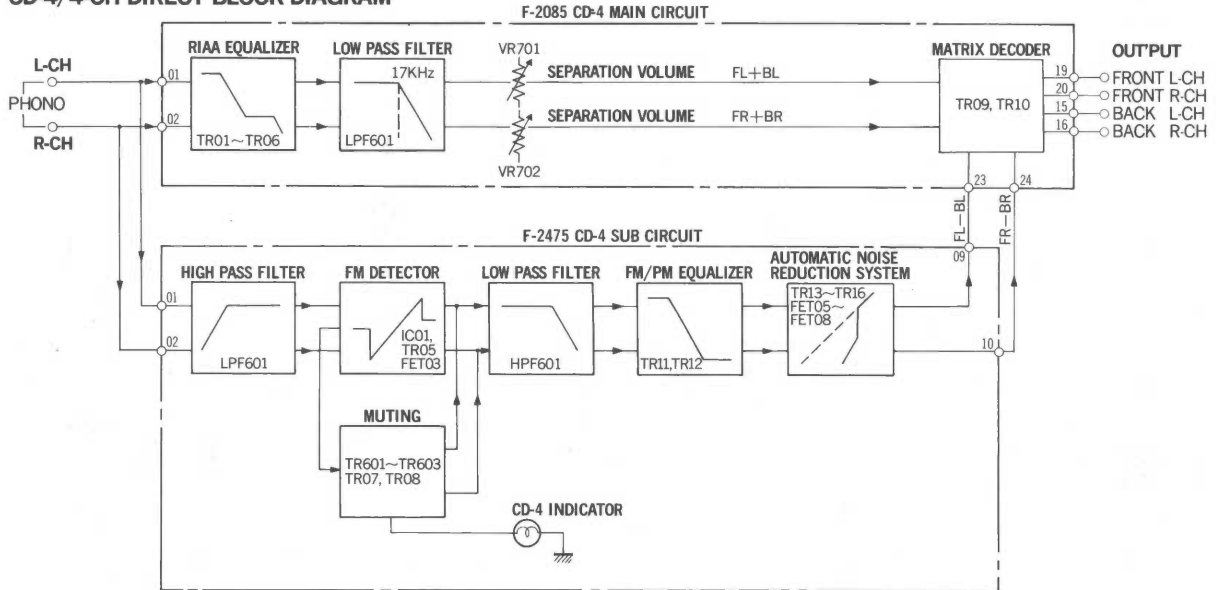 CD-4/4-CH DIRECT BLOCK DIAGRAM
F-2085 CD-4 MAIN CIRCUIT
RIAA EQUALIZER
LOW PASS FILTER
VR701
MATRIX DECODER
OUTPUT
L-CH
PHONO
R-CH
01
02
TR01~TR06
17KHz
LPF601
SEPARATION VOLUME
FL+BL
SEPARATION VOLUME
FR+BR
VR702
TR09, TR10
19
FRONT L-CH
20
FRONT R-CH
15
BACK L-CH
16
BACK R-CH
23
24
FL-BL
FR-BR
F-2475 CD-4 SUB CIRCUIT
09
HIGH PASS FILTER
FM DETECTOR
LOW PASS FILTER
FM/PM EQUALIZER
AUTOMATIC NOISE
REDUCTION SYSTEM
01
02
LPF601
IC01,
TR05
FET03
HPF601
TR11,TR12
TR13~TR16
FET05~
FET08
10
MUTING
TR601~TR603
TR07, TR08
CD-4 INDICATOR